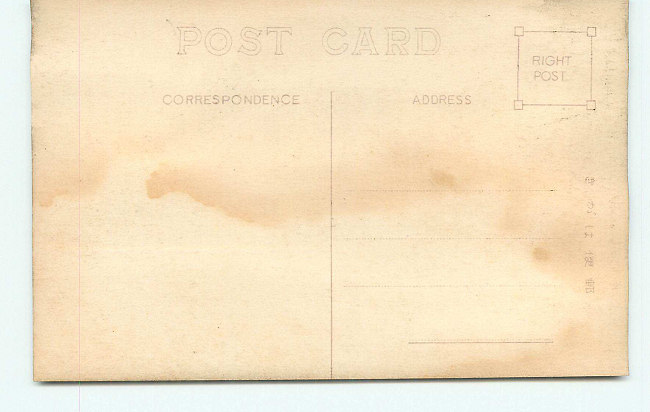 POST CARD
RIGHT
POST.
CORRESPONDENCE
ADDRESS